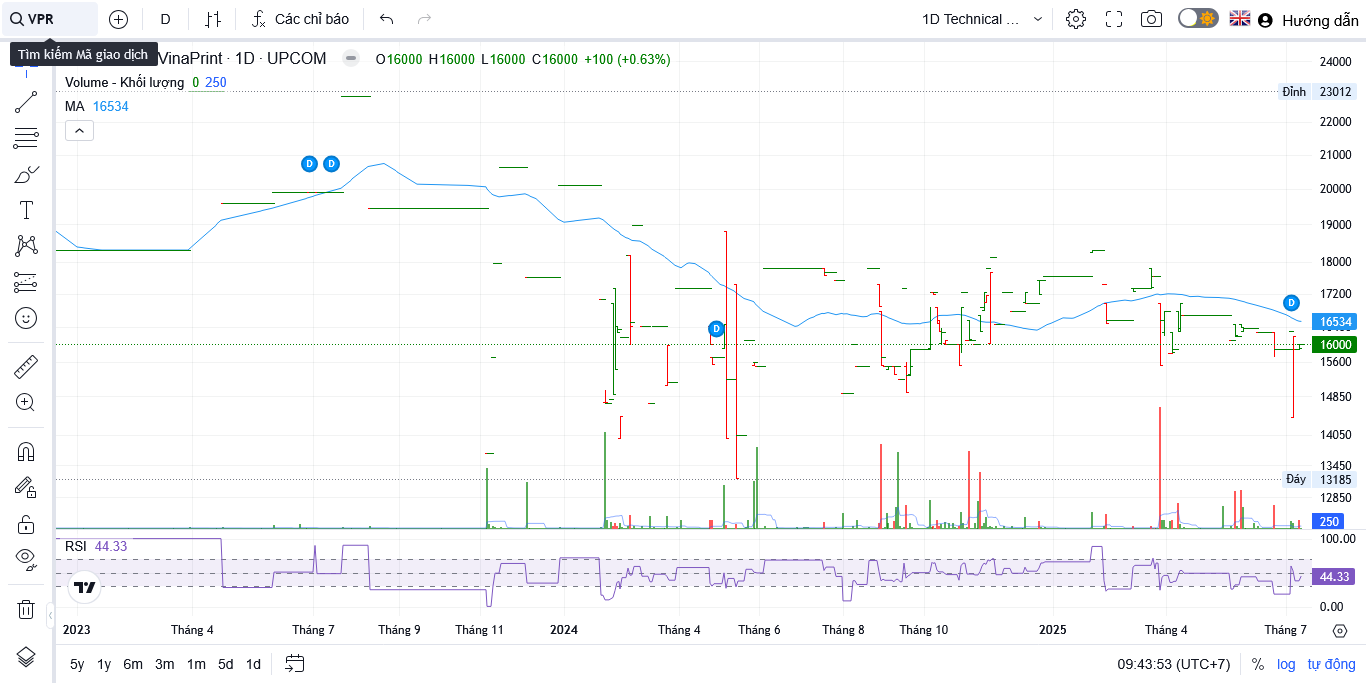 VPR
D
Các chỉ báo
1D Technical ...
Hướng dẫn
Tìm kiếm Mã giao dịch
VinaPrint · 1D · UPCOM
O16000 H16000 L16000 C16000 +100 (+0.63%)
Volume - Khối lượng 0 250
MA 16534
24000
Đỉnh 23012
22000
21000
D D
20000
19000
18000
17200
D
D
16534
16000
15600
14850
14050
13450
Đáy 13185
12850
250
RSI 44.33
100.00
44.33
0.00
2023 Tháng 4 Tháng 7 Tháng 9 Tháng 11 2024 Tháng 4 Tháng 6 Tháng 8 Tháng 10 2025 Tháng 4 Tháng 7
5y 1y 6m 3m 1m 5d 1d
09:43:53 (UTC+7) % log tự động